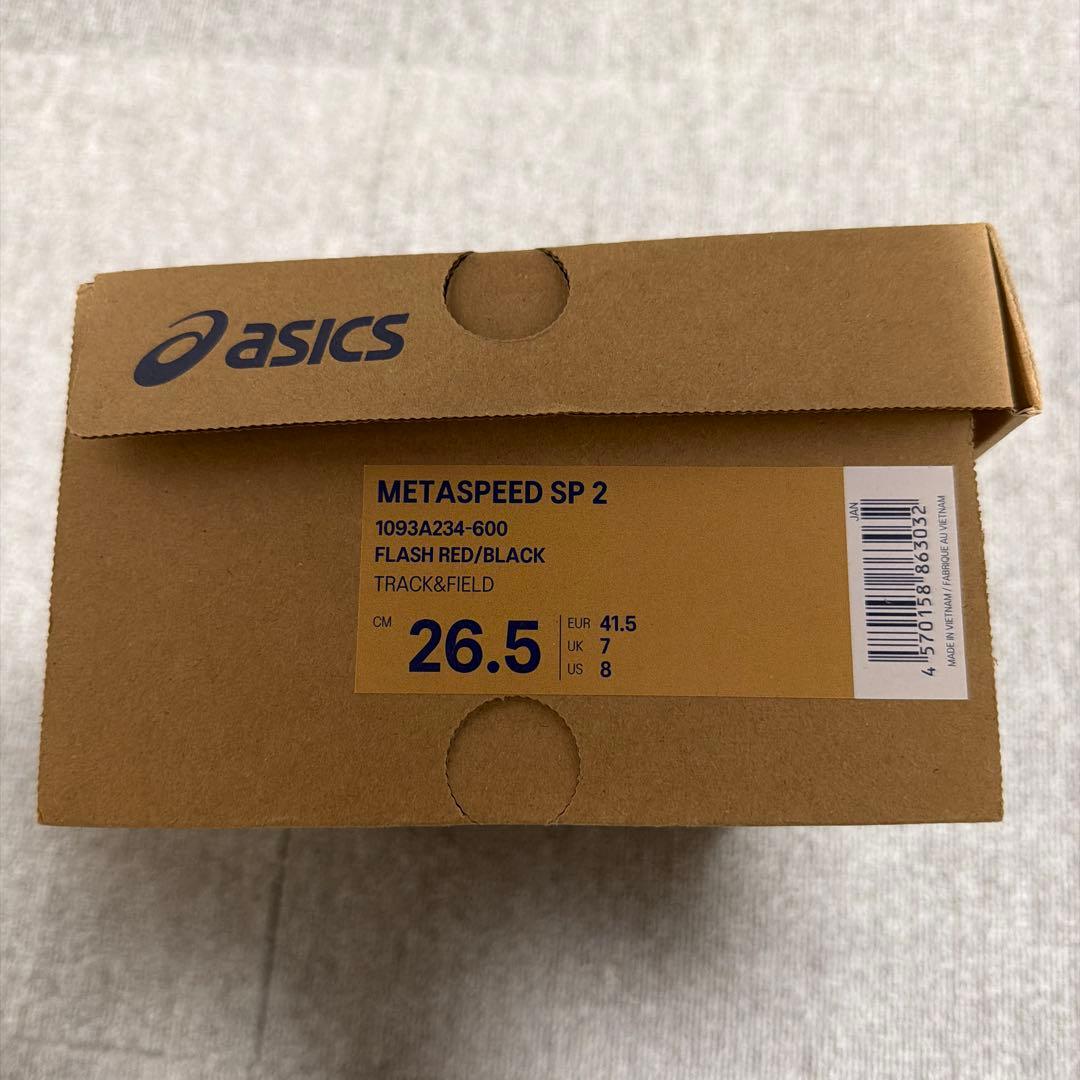 asics
METASPEED SP 2
1093A234-600
FLASH RED/BLACK
TRACK&FIELD
CM 26.5
EUR 41.5
UK 7
US 8
JAN
4 570158 863032
MADE IN VIETNAM / FABRIQUE AU VIETNAM